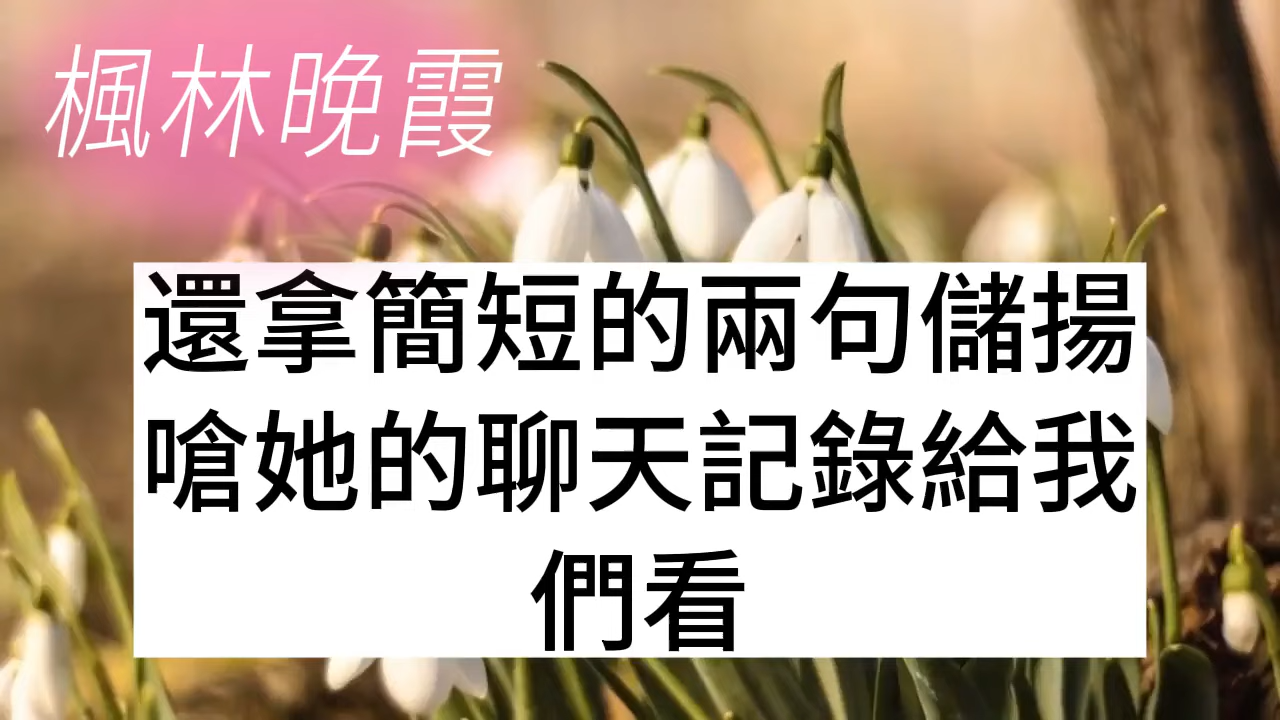 楓林晚霞
還拿簡短的兩句儲揚
嗆她的聊天記錄給我
們看